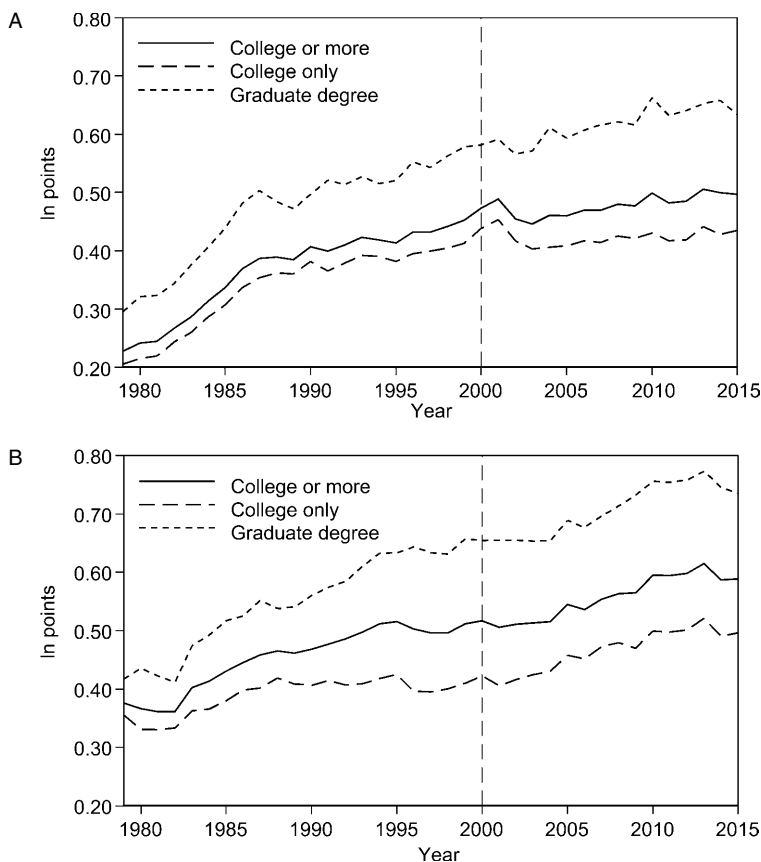 A
0.80
College or more
College only
Graduate degree
0.70
0.60
ln points
0.50
0.40
0.30
0.20
1980 1985 1990 1995 2000 2005 2010 2015
Year
B
0.80
College or more
College only
Graduate degree
0.70
0.60
ln points
0.50
0.40
0.30
0.20
1980 1985 1990 1995 2000 2005 2010 2015
Year